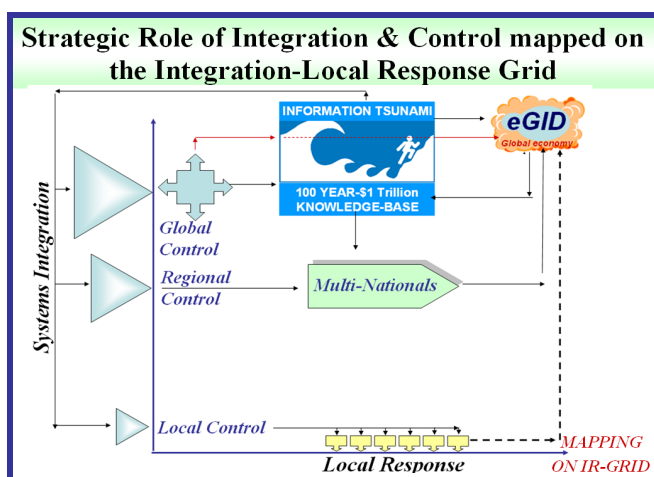 Strategic Role of Integration & Control mapped on
the Integration-Local Response Grid
INFORMATION TSUNAMI
eGID
Global economy
100 YEAR-$1 Trillion
KNOWLEDGE-BASE
Systems Integration
Global
Control
Regional
Control
Multi-Nationals
Local Control
Local Response
MAPPING
ON IR-GRID